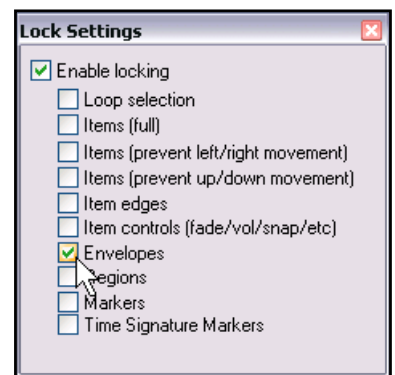 Lock Settings
Enable locking
Loop selection
Items (full)
Items (prevent left/right movement)
Items (prevent up/down movement)
Item edges
Item controls (fade/vol/snap/etc)
Envelopes
Regions
Markers
Time Signature Markers